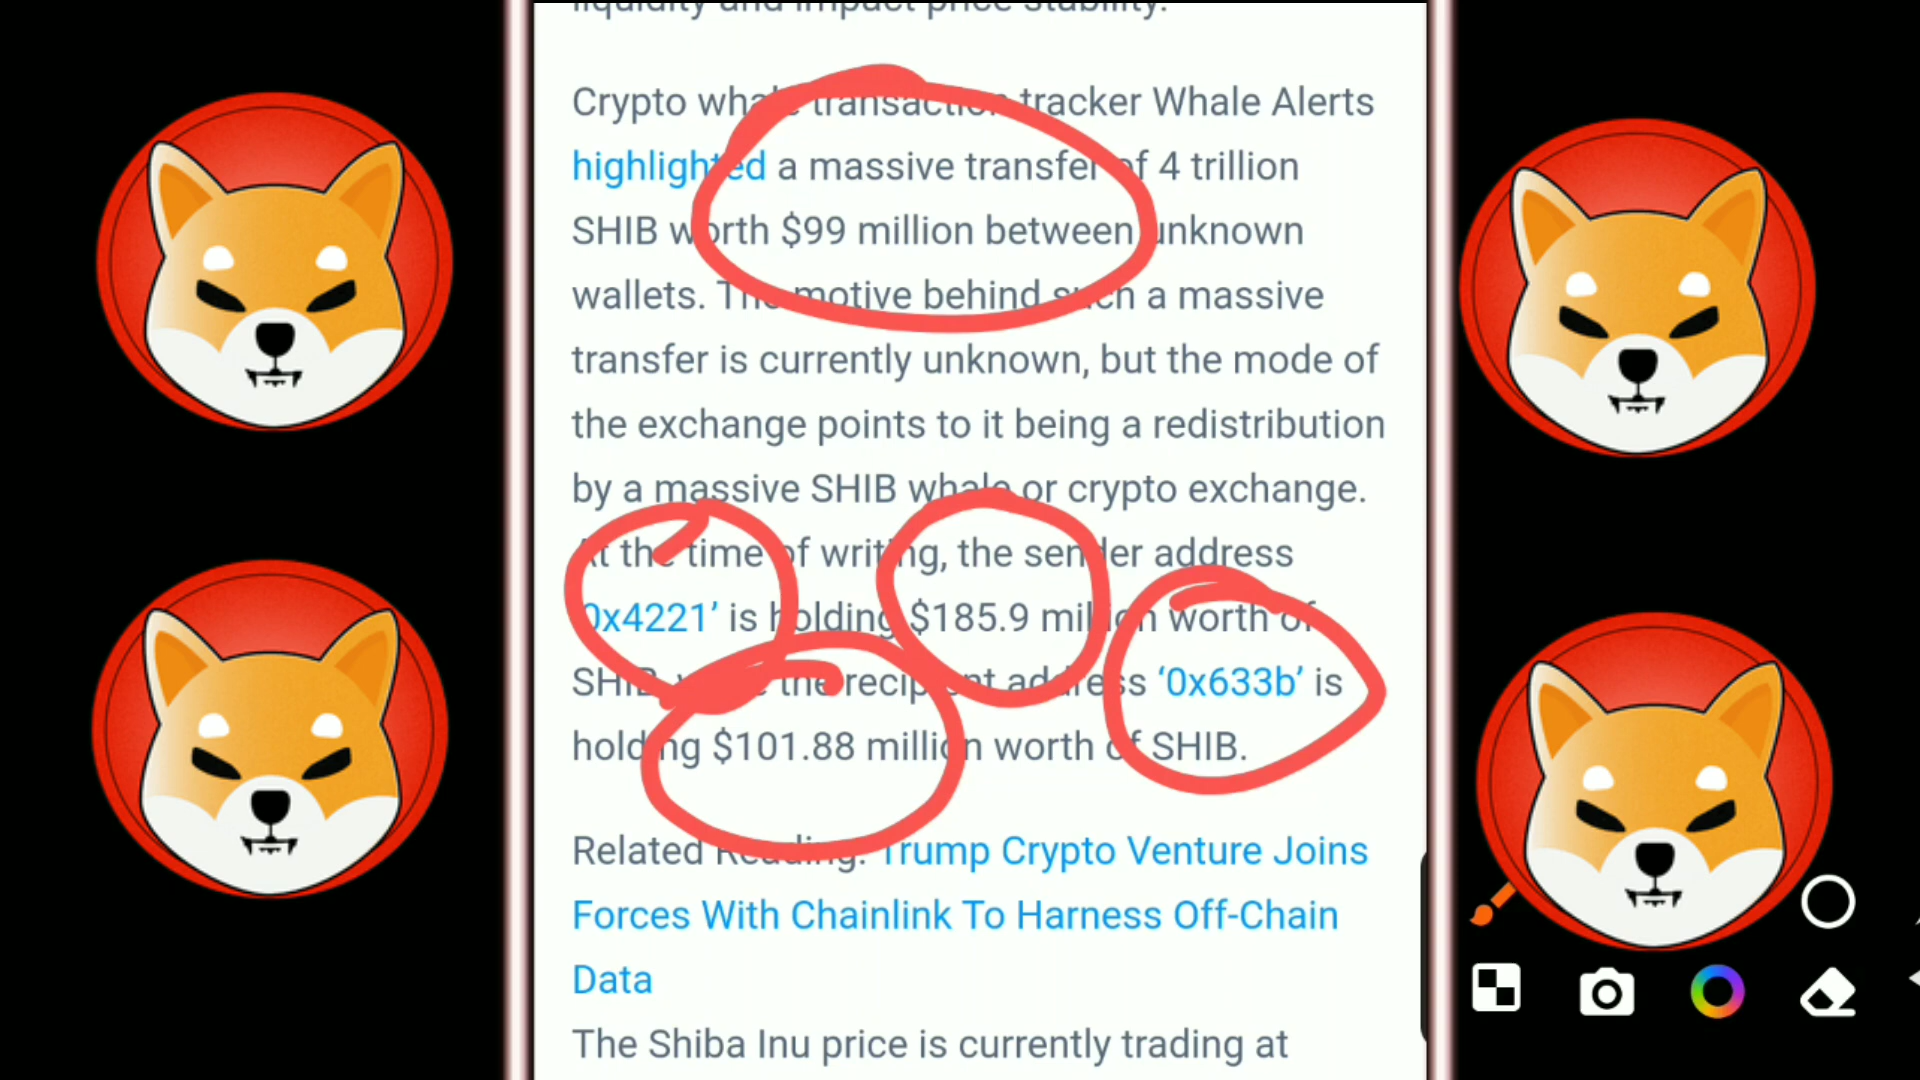 liquidity and impact price stability.
Crypto whale transaction tracker Whale Alerts
highlighted a massive transfer of 4 trillion
SHIB worth $99 million between unknown
wallets. The motive behind such a massive
transfer is currently unknown, but the mode of
the exchange points to it being a redistribution
by a massive SHIB whale or crypto exchange.
At the time of writing, the sender address
0x4221’ is holding $185.9 million worth of
SHIB, while the recipient address ‘0x633b’ is
holding $101.88 million worth of SHIB.
Related Reading: Trump Crypto Venture Joins
Forces With Chainlink To Harness Off-Chain
Data
The Shiba Inu price is currently trading at